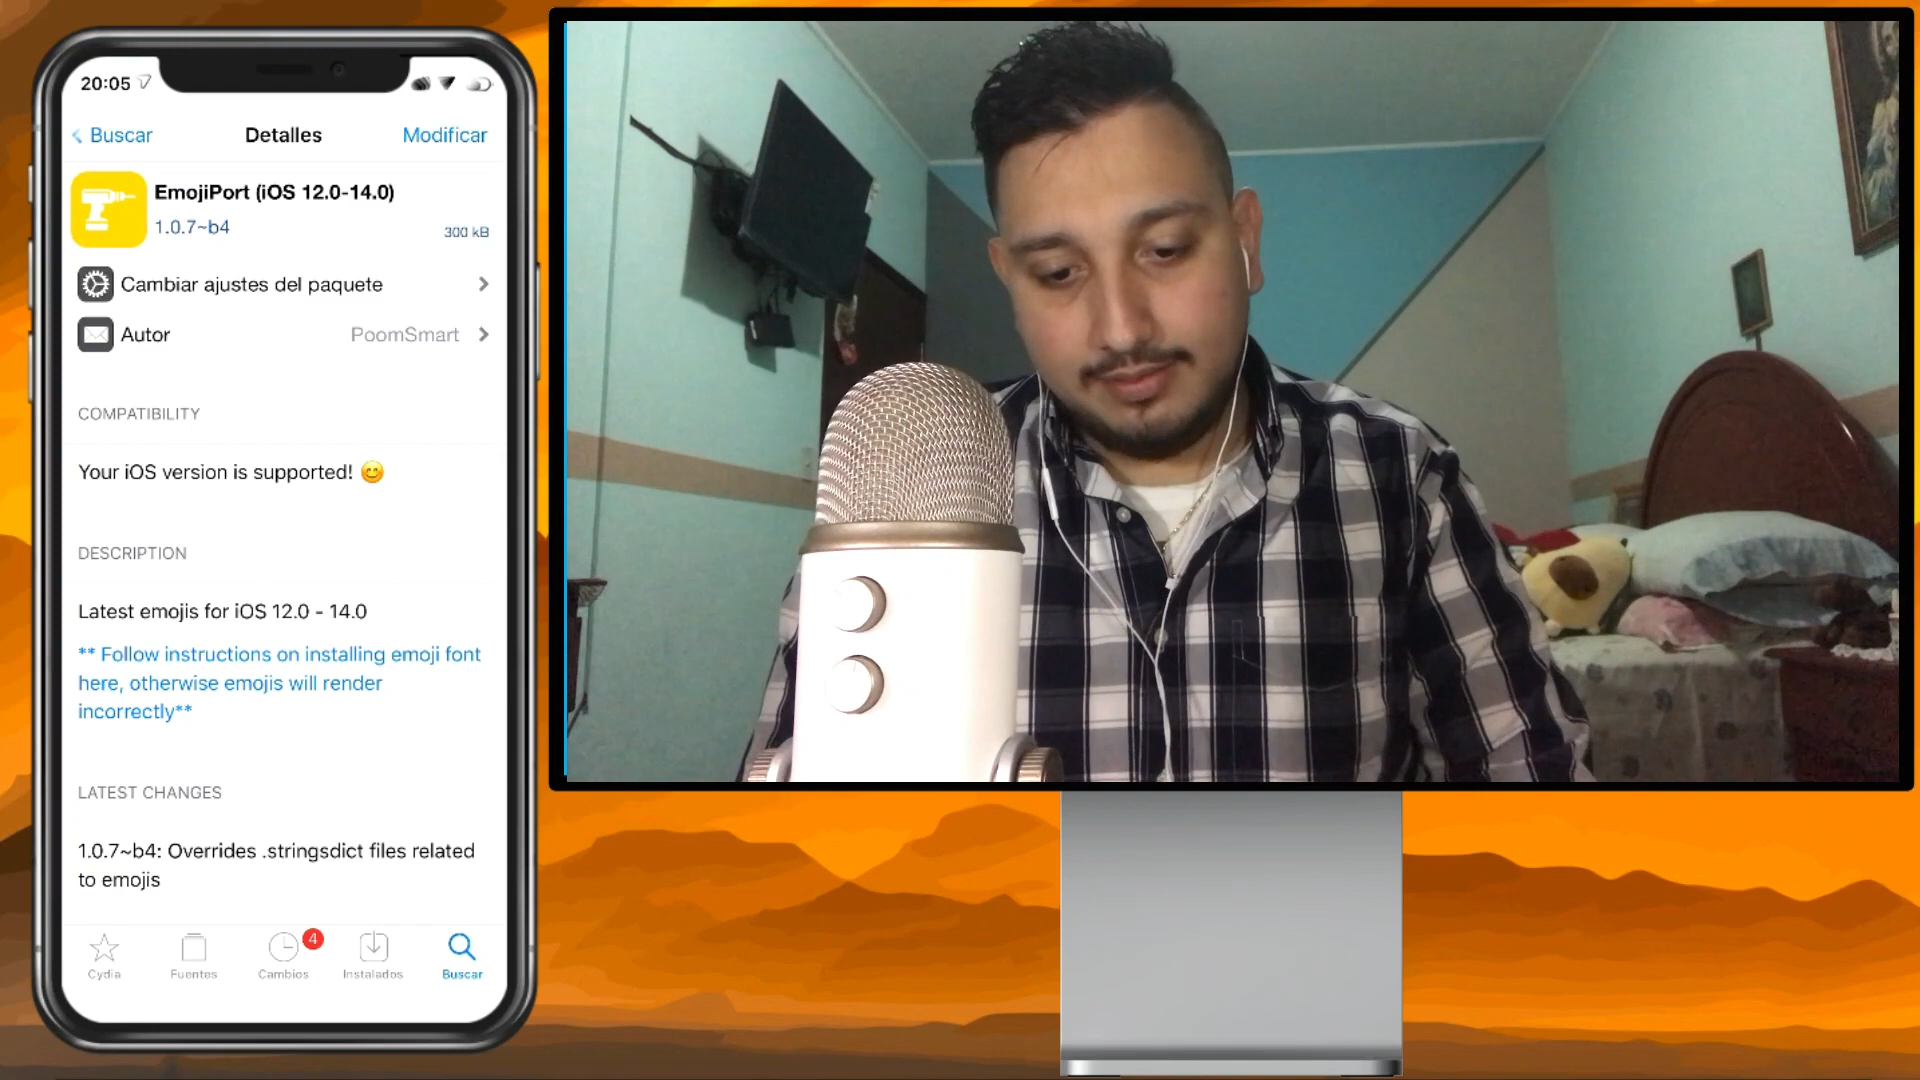 20:05
Buscar
Detalles
Modificar
EmojiPort (iOS 12.0-14.0)
1.0.7~b4
300 kB
Cambiar ajustes del paquete
Autor
PoomSmart
COMPATIBILITY
Your iOS version is supported! 😊
DESCRIPTION
Latest emojis for iOS 12.0 - 14.0
** Follow instructions on installing emoji font
here, otherwise emojis will render
incorrectly**
LATEST CHANGES
1.0.7~b4: Overrides .stringsdict files related
to emojis
4
Cydia
Fuentes
Cambios
Instalados
Buscar